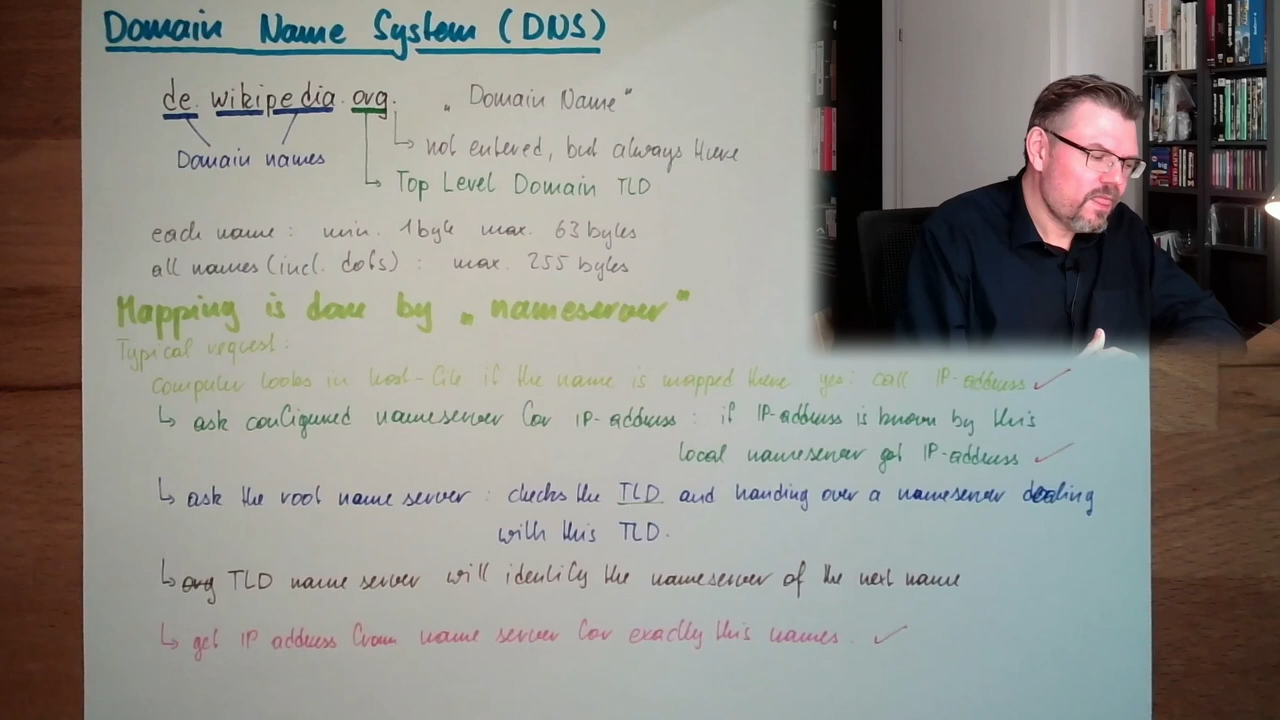 Domain Name System (DNS)
de.wikipedia.org. „Domain Name"
not entered, but always there
Domain names
Top Level Domain TLD
each name: min. 1byte max. 63 bytes
all names (incl. dots): max. 255 bytes
Mapping is done by „nameserver"
Typical request:
computer looks in host-file if the name is mapped there yes: call IP-address ✓
↳ ask configured nameserver for IP-address: if IP-address is known by this
local nameserver get IP-address ✓
↳ ask the root name server: checks the TLD and handing over a nameserver dealing
with this TLD.
↳ org TLD name server will identify the nameserver of the next name
↳ get IP address from name server for exactly this names. ✓